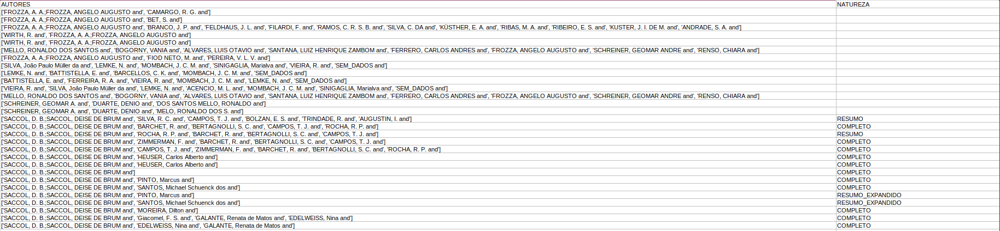 AUTORES NATUREZA
['FROZZA, A. A.;FROZZA, ANGELO AUGUSTO and', 'CAMARGO, R. G. and']
['FROZZA, A. A.;FROZZA, ANGELO AUGUSTO and', 'BET, S. and']
['FROZZA, A. A.;FROZZA, ANGELO AUGUSTO and', 'BRANCO, J. P. and', 'FELDHAUS, J. L. and', 'FILARDI, F. and', 'RAMOS, C. R. S. B. and', 'SILVA, C. DA and', 'KÜSTHER, E. A. and', 'RIBAS, M. A. and', 'RIBEIRO, E. S. and', 'KUSTER, J. I. DE M. and', 'ANDRADE, S. A. and']
['WIRTH, R. and', 'FROZZA, A. A.;FROZZA, ANGELO AUGUSTO and']
['WIRTH, R. and', 'FROZZA, A. A.;FROZZA, ANGELO AUGUSTO and']
['MELLO, RONALDO DOS SANTOS and', 'BOGORNY, VANIA and', 'ALVARES, LUIS OTAVIO and', 'SANTANA, LUIZ HENRIQUE ZAMBOM and', 'FERRERO, CARLOS ANDRES and', 'FROZZA, ANGELO AUGUSTO and', 'SCHREINER, GEOMAR ANDRE and', 'RENSO, CHIARA and']
['FROZZA, A. A.;FROZZA, ANGELO AUGUSTO and', 'FIOD NETO, M. and', 'PEREIRA, V. L. V. and']
['SILVA, João Paulo Müller da and', 'LEMKE, N. and', 'MOMBACH, J. C. M. and', 'SINIGAGLIA, Marialva and', 'VIEIRA, R. and', 'SEM_DADOS and']
['LEMKE, N. and', 'BATTISTELLA, E. and', 'BARCELLOS, C. K. and', 'MOMBACH, J. C. M. and', 'SEM_DADOS and']
['BATTISTELLA, E. and', 'FERREIRA, R. A. and', 'VIEIRA, R. and', 'MOMBACH, J. C. M. and', 'LEMKE, N. and', 'SEM_DADOS and']
['VIEIRA, R. and', 'SILVA, João Paulo Müller da and', 'LEMKE, N. and', 'ACENCIO, M. L. and', 'MOMBACH, J. C. M. and', 'SINIGAGLIA, Marialva and', 'SEM_DADOS and']
['MELLO, RONALDO DOS SANTOS and', 'BOGORNY, VANIA and', 'ALVARES, LUIS OTAVIO and', 'SANTANA, LUIZ HENRIQUE ZAMBOM and', 'FERRERO, CARLOS ANDRES and', 'FROZZA, ANGELO AUGUSTO and', 'SCHREINER, GEOMAR ANDRE and', 'RENSO, CHIARA and']
['SCHREINER, GEOMAR A. and', 'DUARTE, DENIO and', 'DOS SANTOS MELLO, RONALDO and']
['SCHREINER, GEOMAR A. and', 'DUARTE, DENIO and', 'MELO, RONALDO DOS S. and']
['SACCOL, D. B.;SACCOL, DEISE DE BRUM and', 'SILVA, R. C. and', 'CAMPOS, T. J. and', 'BOLZAN, E. S. and', 'TRINDADE, R. and', 'AUGUSTIN, I. and'] RESUMO
['SACCOL, D. B.;SACCOL, DEISE DE BRUM and', 'BARCHET, R. and', 'BERTAGNOLLI, S. C. and', 'CAMPOS, T. J. and', 'ROCHA, R. P. and'] COMPLETO
['SACCOL, D. B.;SACCOL, DEISE DE BRUM and', 'ROCHA, R. P. and', 'BARCHET, R. and', 'BERTAGNOLLI, S. C. and', 'CAMPOS, T. J. and'] RESUMO
['SACCOL, D. B.;SACCOL, DEISE DE BRUM and', 'ZIMMERMAN, F. and', 'BARCHET, R. and', 'BERTAGNOLLI, S. C. and', 'CAMPOS, T. J. and'] COMPLETO
['SACCOL, D. B.;SACCOL, DEISE DE BRUM and', 'CAMPOS, T. J. and', 'ZIMMERMAN, F. and', 'BARCHET, R. and', 'BERTAGNOLLI, S. C. and', 'ROCHA, R. P. and'] COMPLETO
['SACCOL, D. B.;SACCOL, DEISE DE BRUM and', 'HEUSER, Carlos Alberto and'] COMPLETO
['SACCOL, D. B.;SACCOL, DEISE DE BRUM and', 'HEUSER, Carlos Alberto and'] COMPLETO
['SACCOL, D. B.;SACCOL, DEISE DE BRUM and'] COMPLETO
['SACCOL, D. B.;SACCOL, DEISE DE BRUM and', 'PINTO, Marcus and'] COMPLETO
['SACCOL, D. B.;SACCOL, DEISE DE BRUM and', 'SANTOS, Michael Schuenck dos and'] COMPLETO
['SACCOL, D. B.;SACCOL, DEISE DE BRUM and', 'PINTO, Marcus and'] RESUMO_EXPANDIDO
['SACCOL, D. B.;SACCOL, DEISE DE BRUM and', 'SANTOS, Michael Schuenck dos and'] RESUMO_EXPANDIDO
['SACCOL, D. B.;SACCOL, DEISE DE BRUM and', 'MOREIRA, Dilton and'] COMPLETO
['SACCOL, D. B.;SACCOL, DEISE DE BRUM and', 'Giacomel, F. S. and', 'GALANTE, Renata de Matos and', 'EDELWEISS, Nina and'] COMPLETO
['SACCOL, D. B.;SACCOL, DEISE DE BRUM and', 'EDELWEISS, Nina and', 'GALANTE, Renata de Matos and'] COMPLETO